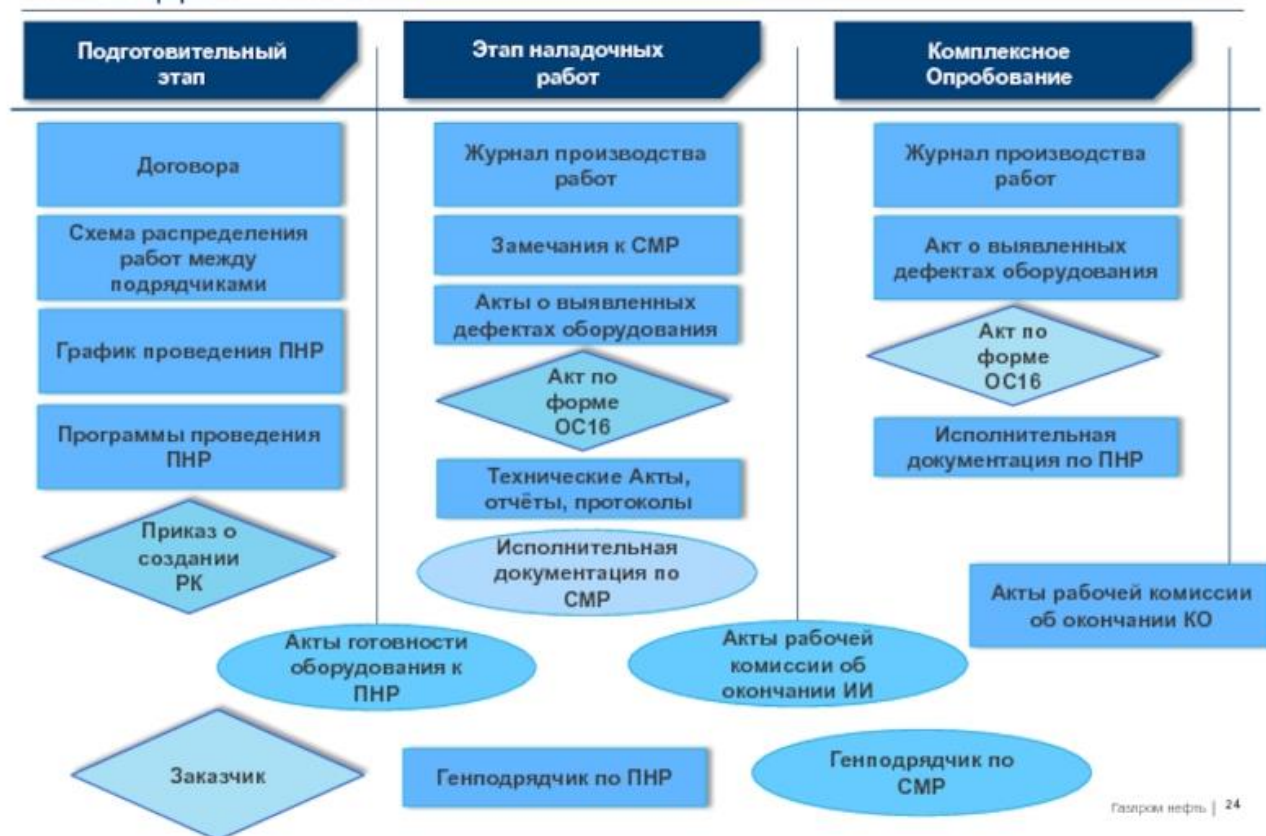 Подготовительный
этап
Этап наладочных
работ
Комплексное
Опробование
Договора
Схема распределения
работ между
подрядчиками
График проведения ПНР
Программы проведения
ПНР
Приказ о
создании
РК
Журнал производства
работ
Замечания к СМР
Акты о выявленных
дефектах оборудования
Акт по
форме
ОС16
Технические Акты,
отчёты, протоколы
Исполнительная
документация по
СМР
Журнал производства
работ
Акт о выявленных
дефектах оборудования
Акт по
форме
ОС16
Исполнительная
документация по ПНР
Акты рабочей комиссии
об окончании КО
Акты готовности
оборудования к
ПНР
Акты рабочей
комиссии об
окончании ИИ
Заказчик
Генподрядчик по ПНР
Генподрядчик по
СМР
Газпром нефть | 24